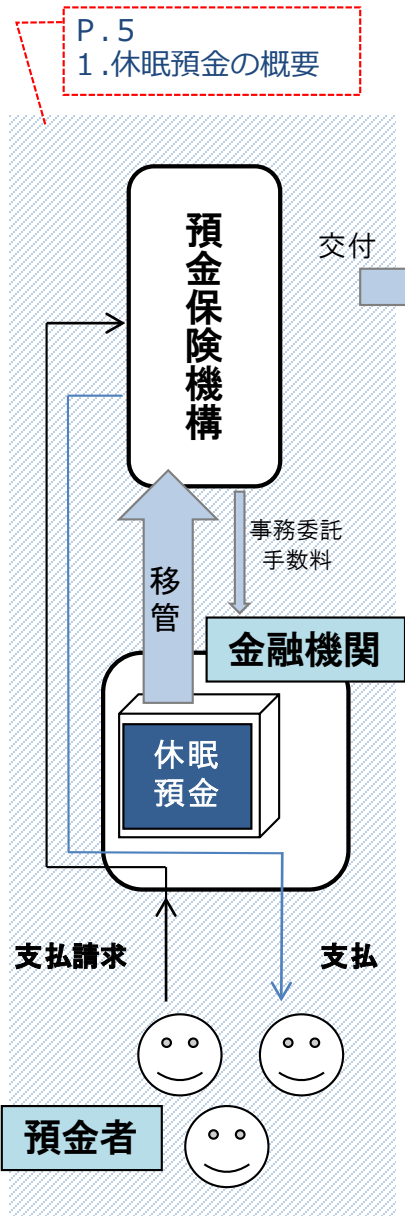 P.5
1.休眠預金の概要
預金保険機構
交付
事務委託
手数料
移管
金融機関
休眠
預金
支払請求
支払
預金者